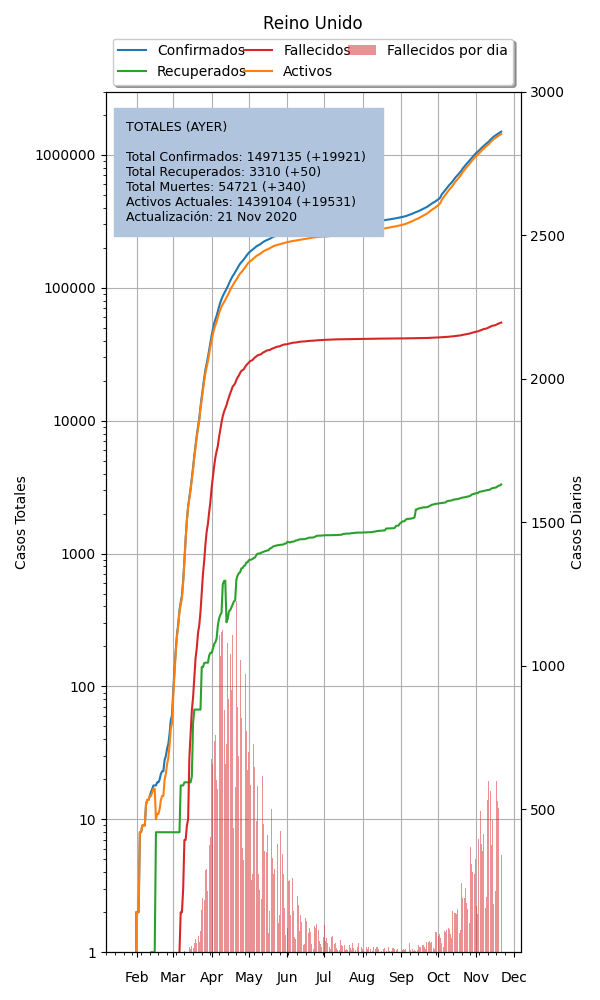 Reino Unido
Confirmados
Recuperados
Fallecidos
Activos
Fallecidos por dia
TOTALES (AYER)
Total Confirmados: 1497135 (+19921)
Total Recuperados: 3310 (+50)
Total Muertes: 54721 (+340)
Activos Actuales: 1439104 (+19531)
Actualización: 21 Nov 2020
Casos Totales
1000000
100000
10000
1000
100
10
1
Casos Diarios
3000
2500
2000
1500
1000
500
Feb Mar Apr May Jun Jul Aug Sep Oct Nov Dec